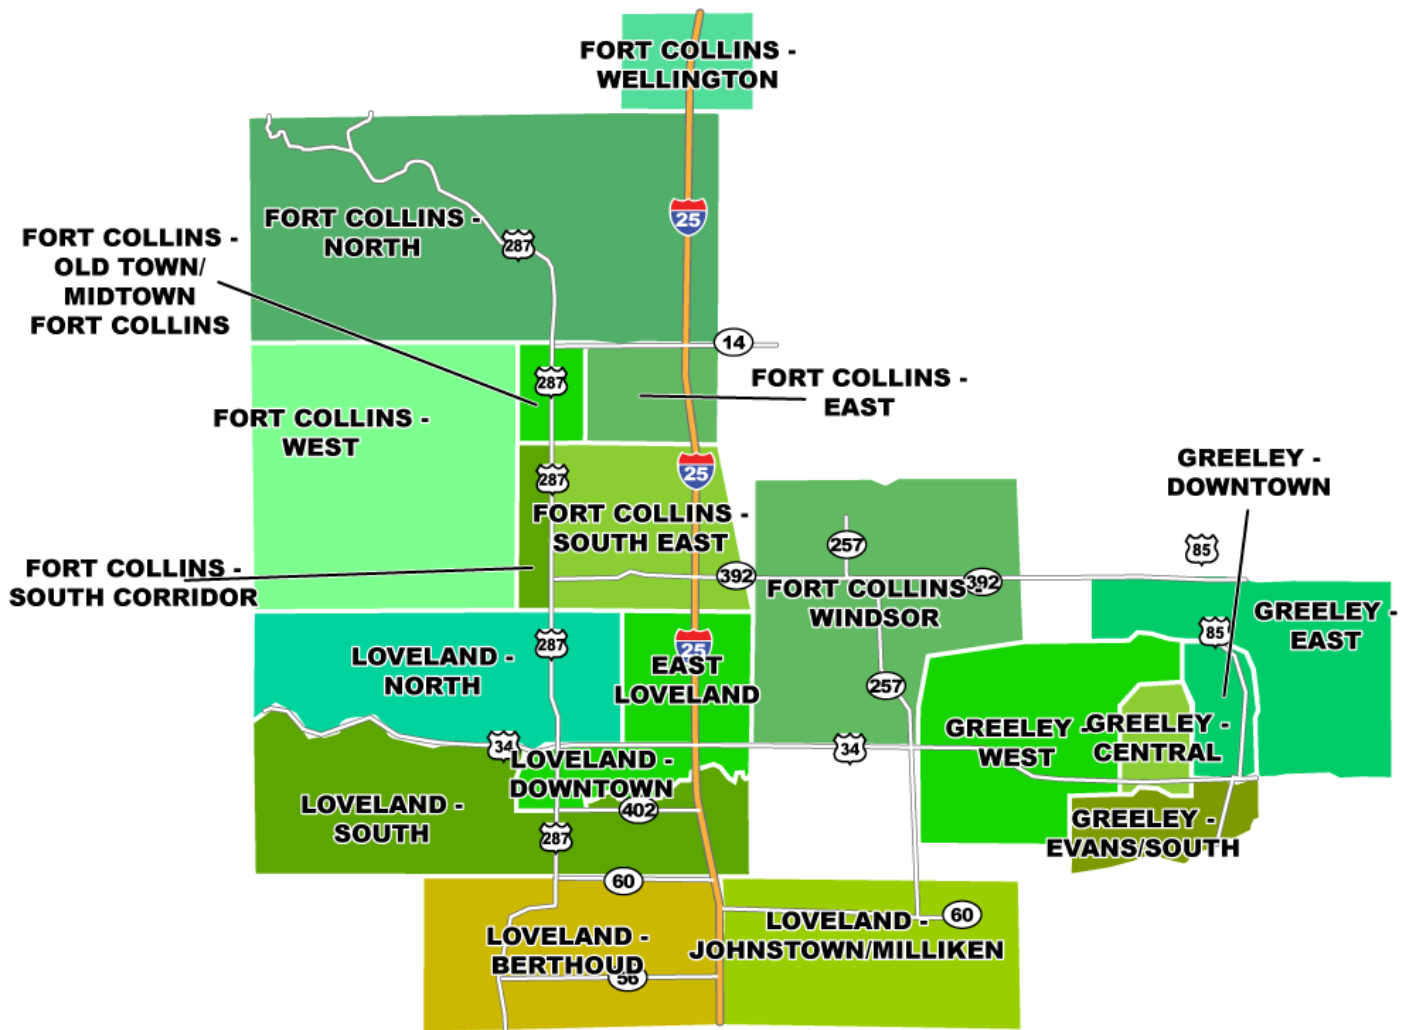 FORT COLLINS -
WELLINGTON
25
FORT COLLINS -
NORTH
287
FORT COLLINS -
OLD TOWN/
MIDTOWN
FORT COLLINS
14
287
FORT COLLINS -
EAST
FORT COLLINS -
WEST
287
25
GREELEY -
DOWNTOWN
FORT COLLINS -
SOUTH EAST
257
85
FORT COLLINS -
SOUTH CORRIDOR
392
FORT COLLINS -
WINDSOR
392
GREELEY -
EAST
85
287
25
LOVELAND -
NORTH
EAST
LOVELAND
257
GREELEY -
WEST
GREELEY -
CENTRAL
34
34
LOVELAND -
DOWNTOWN
402
LOVELAND -
SOUTH
287
GREELEY -
EVANS/SOUTH
60
60
LOVELAND -
JOHNSTOWN/MILLIKEN
LOVELAND -
BERTHOUD
56